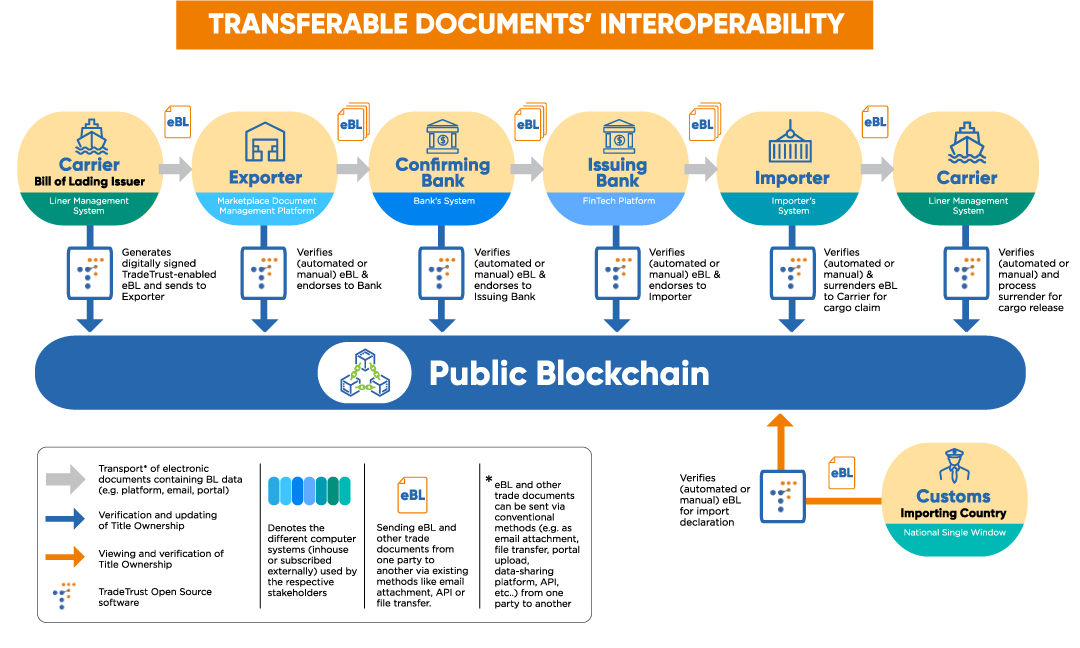 TRANSFERABLE DOCUMENTS’ INTEROPERABILITY
eBL
eBL
eBL
eBL
eBL
Carrier
Bill of Lading Issuer
Liner Management
System
Exporter
Marketplace Document
Management Platform
Confirming
Bank
Bank's System
Issuing
Bank
FinTech Platform
Importer
Importer's
System
Carrier
Liner Management
System
Generates
digitally signed
TradeTrust-enabled
eBL and sends to
Exporter
Verifies
(automated or
manual) eBL &
endorses to Bank
Verifies
(automated or
manual) eBL &
endorses to
Issuing Bank
Verifies
(automated or
manual) eBL &
endorses to
Importer
Verifies
(automated or
manual) &
surrenders eBL
to Carrier for
cargo claim
Verifies
(automated or
manual) and
process
surrender for
cargo release
Public Blockchain
Transport* of electronic
documents containing BL data
(e.g. platform, email, portal)
Verification and updating
of Title Ownership
Viewing and verification of
Title Ownership
TradeTrust Open Source
software
Denotes the
different computer
systems (inhouse
or subscribed
externally) used by
the respective
stakeholders
eBL
Sending eBL and
other trade
documents from
one party to
another via existing
methods like email
attachment, API or
file transfer.
* eBL and other
trade documents
can be sent via
conventional
methods (e.g. as
email attachment,
file transfer, portal
upload,
data-sharing
platform, API,
etc..) from one
party to another
Verifies
(automated or
manual) eBL
for import
declaration
eBL
Customs
Importing Country
National Single Window